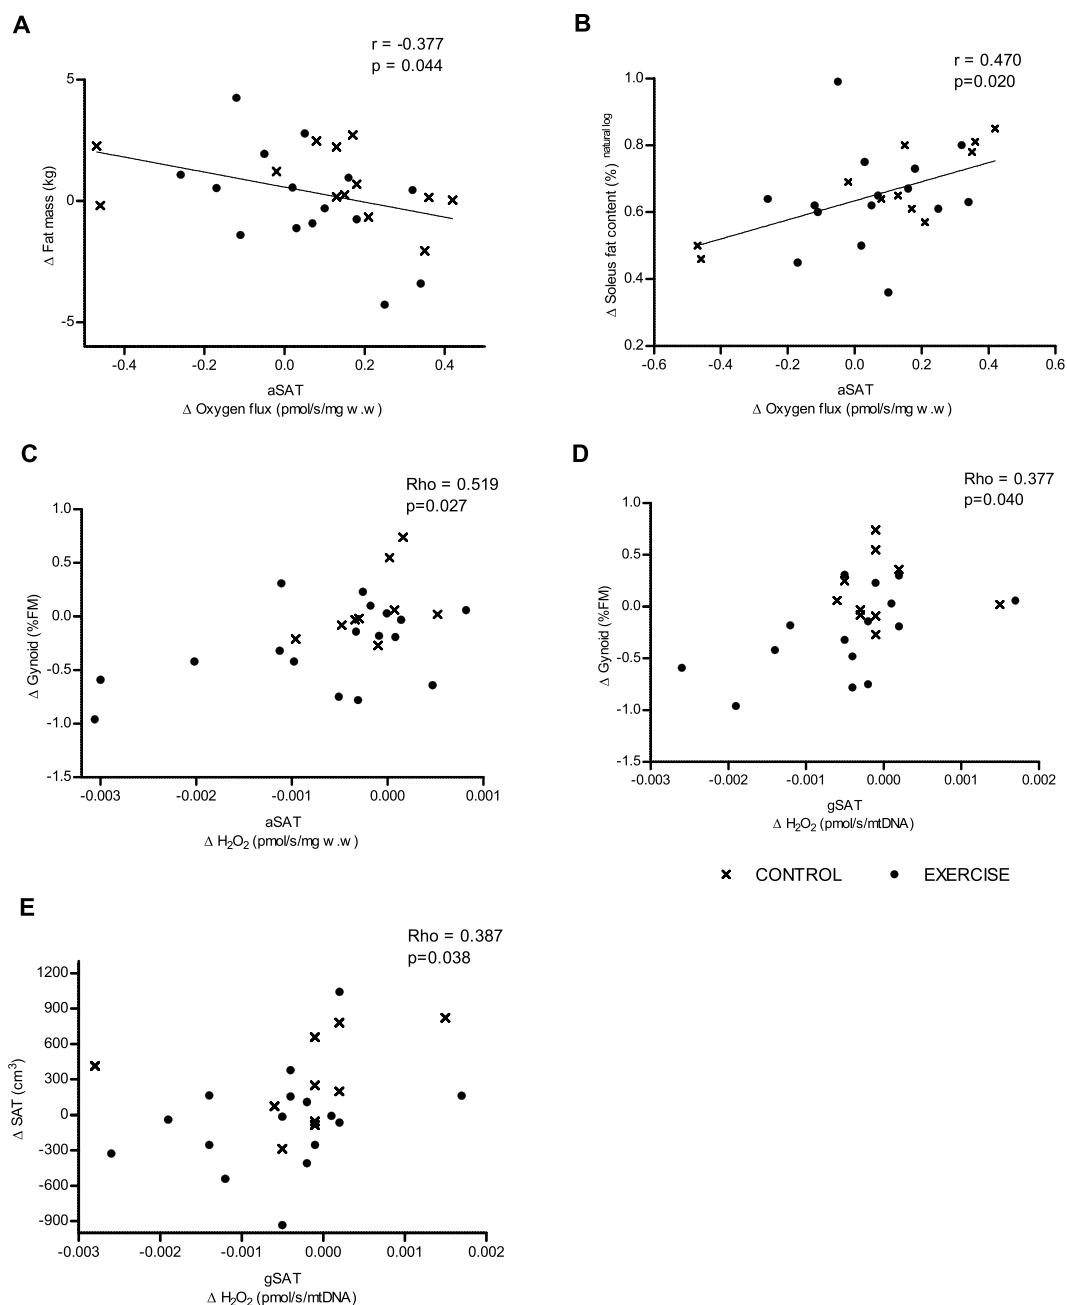 A
r = -0.377
p = 0.044
5
0
-5
Δ Fat mass (kg)
-0.4
-0.2
0.0
0.2
0.4
aSAT
Δ Oxygen flux (pmol/s/mg w.w)
B
r = 0.470
p=0.020
1.0
0.8
0.6
0.4
0.2
Δ Soleus fat content (%) natural log
-0.6
-0.4
-0.2
0.0
0.2
0.4
0.6
aSAT
Δ Oxygen flux (pmol/s/mg w.w)
C
Rho = 0.519
p=0.027
1.0
0.5
0.0
-0.5
-1.0
-1.5
Δ Gynoid (%FM)
-0.003
-0.002
-0.001
0.000
0.001
aSAT
Δ H₂O₂ (pmol/s/mg w.w)
D
Rho = 0.377
p=0.040
1.0
0.5
0.0
-0.5
-1.0
-1.5
Δ Gynoid (%FM)
-0.003
-0.002
-0.001
0.000
0.001
0.002
gSAT
Δ H₂O₂ (pmol/s/mtDNA)
CONTROL
EXERCISE
E
Rho = 0.387
p=0.038
1200
900
600
300
0
-300
-600
-900
Δ SAT (cm³)
-0.003
-0.002
-0.001
0.000
0.001
0.002
gSAT
Δ H₂O₂ (pmol/s/mtDNA)